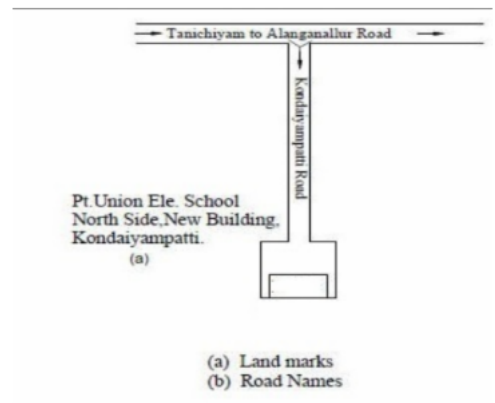 Tanichiyam to Alanganallur Road
Kondaiyampatti Road
Pt.Union Ele. School
North Side,New Building,
Kondaiyampatti.
(a)
(a) Land marks
(b) Road Names